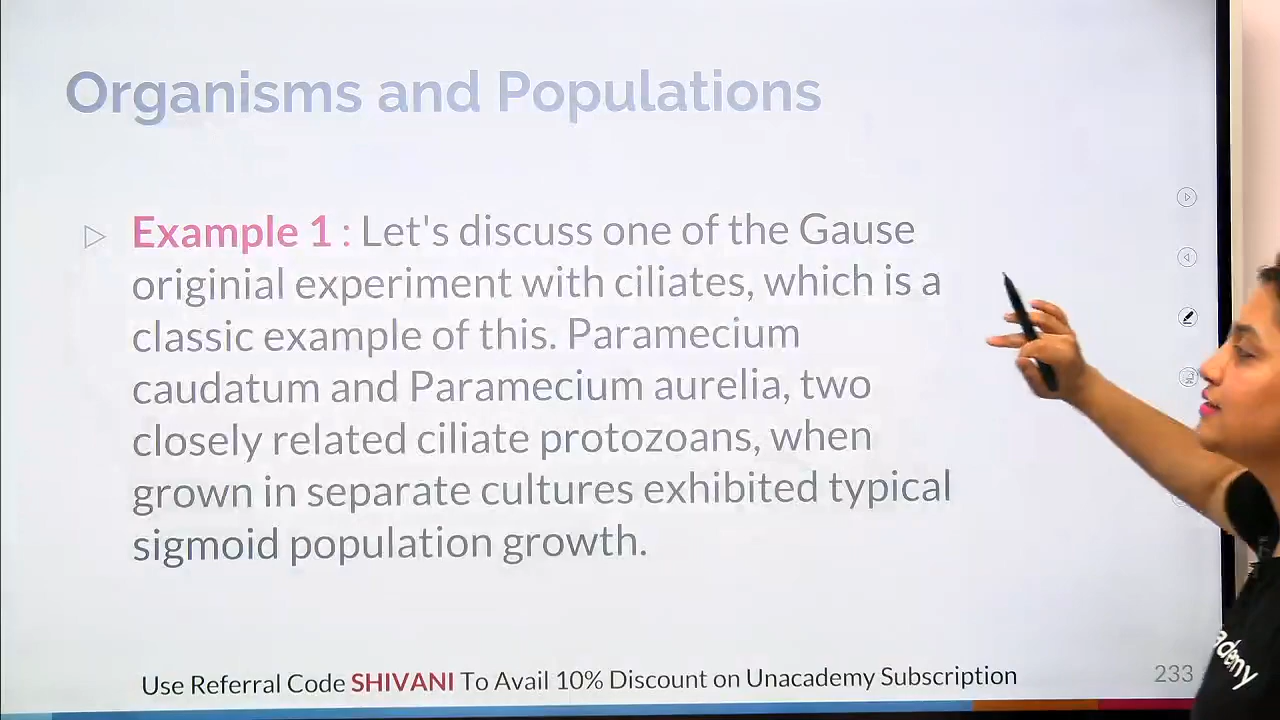 Organisms and Populations
Example 1 : Let's discuss one of the Gause
originial experiment with ciliates, which is a
classic example of this. Paramecium
caudatum and Paramecium aurelia, two
closely related ciliate protozoans, when
grown in separate cultures exhibited typical
sigmoid population growth.
Use Referral Code SHIVANI To Avail 10% Discount on Unacademy Subscription
233
ademy